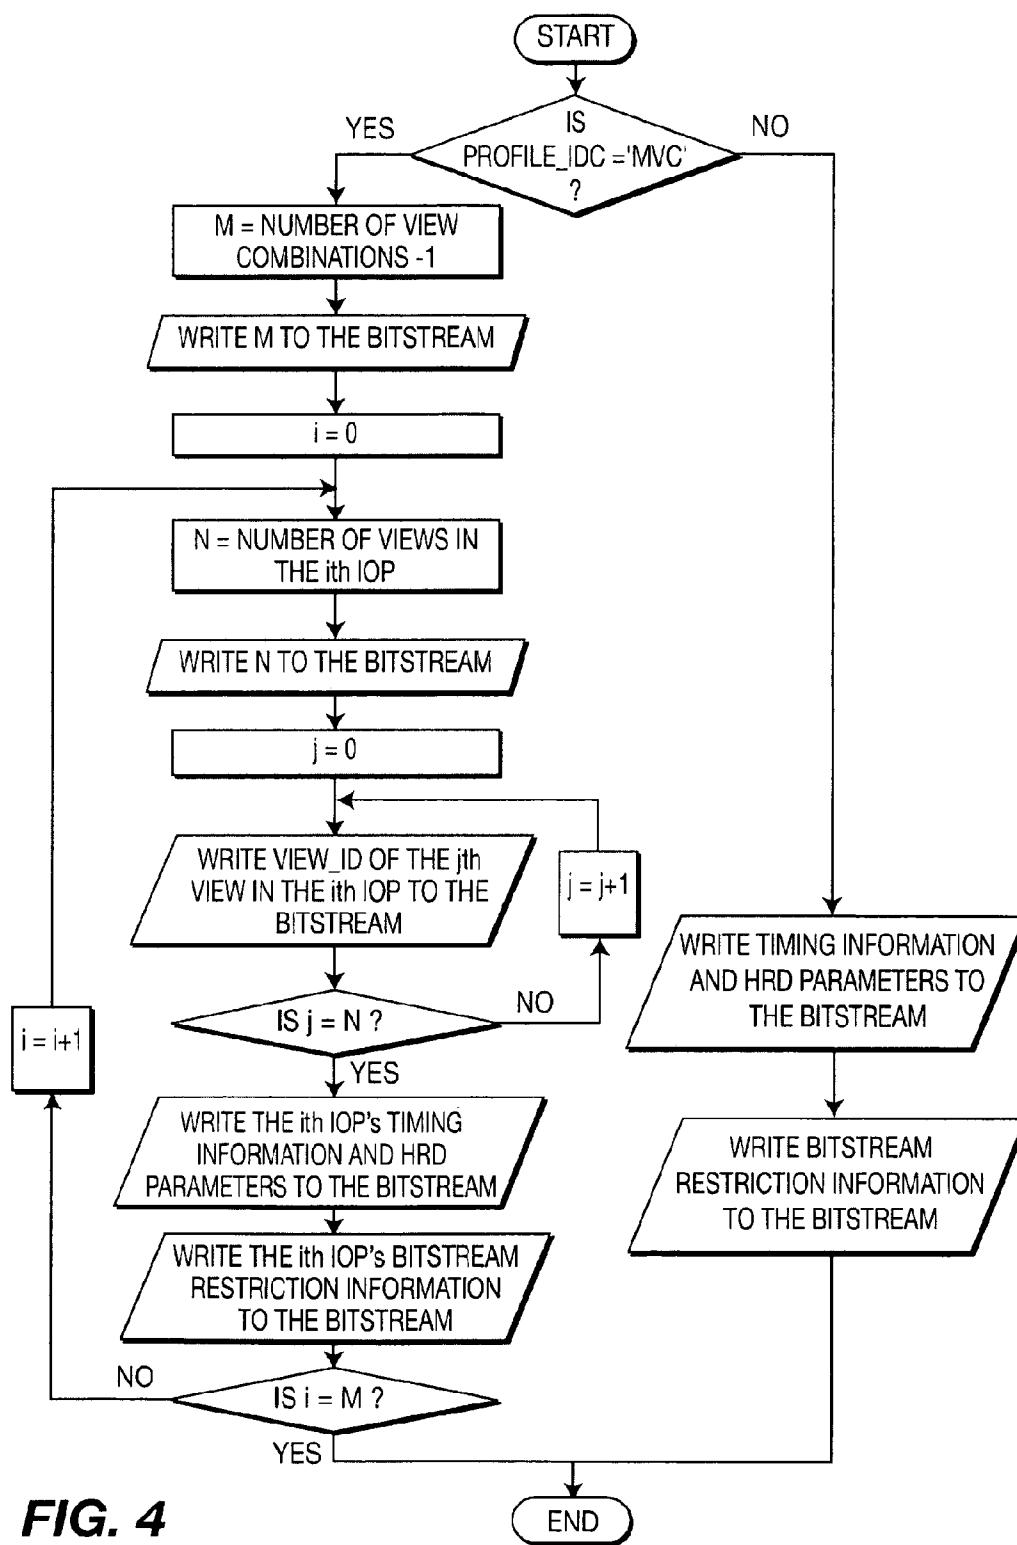 START
IS
PROFILE_IDC ='MVC'
?
YES
NO
M = NUMBER OF VIEW
COMBINATIONS -1
WRITE M TO THE BITSTREAM
i = 0
N = NUMBER OF VIEWS IN
THE ith IOP
WRITE N TO THE BITSTREAM
j = 0
WRITE VIEW_ID OF THE jth
VIEW IN THE ith IOP TO THE
BITSTREAM
j = j+1
IS j = N ?
NO
YES
i = i+1
WRITE THE ith IOP's TIMING
INFORMATION AND HRD
PARAMETERS TO THE BITSTREAM
WRITE THE ith IOP's BITSTREAM
RESTRICTION INFORMATION
TO THE BITSTREAM
NO
IS i = M ?
YES
WRITE TIMING INFORMATION
AND HRD PARAMETERS TO
THE BITSTREAM
WRITE BITSTREAM
RESTRICTION INFORMATION
TO THE BITSTREAM
END
FIG. 4